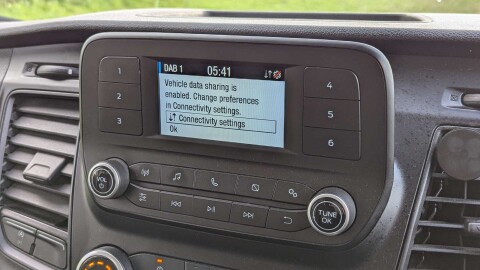 DAB 1 05:41
Vehicle data sharing is
enabled. Change preferences
in Connectivity settings.
Connectivity settings
Ok
1
2
3
4
5
6
VOL
TUNE
OK